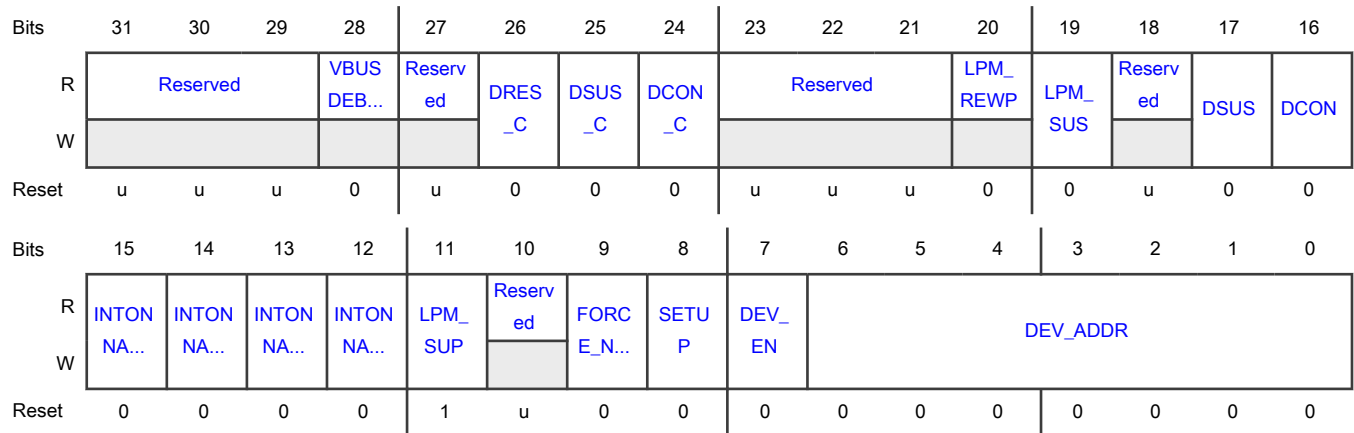 Bits 31 30 29 28 27 26 25 24 23 22 21 20 19 18 17 16
R Reserved VBUS DEB... Reserv ed DRES _C DSUS _C DCON _C Reserved LPM_ REWP LPM_ SUS Reserv ed DSUS DCON
W
Reset u u u 0 u 0 0 0 u u u 0 0 u 0 0
Bits 15 14 13 12 11 10 9 8 7 6 5 4 3 2 1 0
R INTON NA... INTON NA... INTON NA... INTON NA... LPM_ SUP Reserv ed FORC E_N... SETU P DEV_ EN DEV_ADDR
W
Reset 0 0 0 0 1 u 0 0 0 0 0 0 0 0 0 0